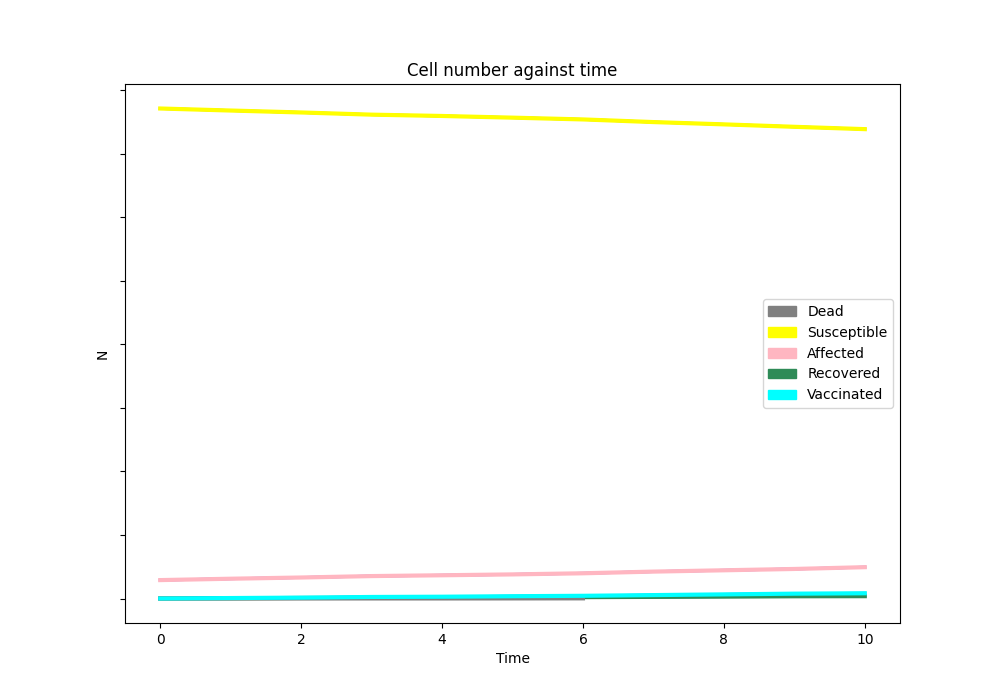 Cell number against time
N
Dead
Susceptible
Affected
Recovered
Vaccinated
0 2 4 6 8 10
Time